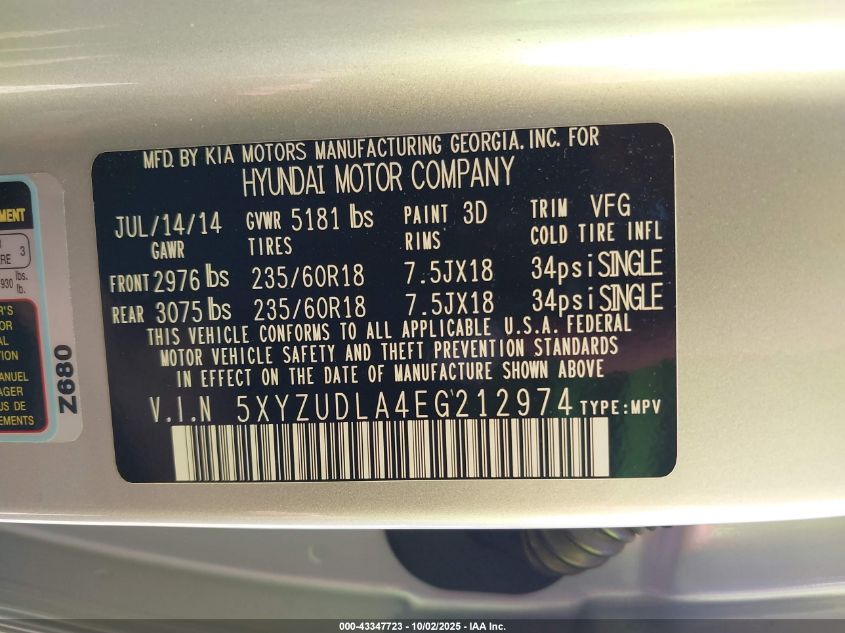 MFD. BY KIA MOTORS MANUFACTURING GEORGIA. INC. FOR
HYUNDAI MOTOR COMPANY
JUL/14/14 GVWR 5181 lbs PAINT 3D TRIM VFG
GAWR TIRES RIMS COLD TIRE INFL
FRONT 2976 lbs 235/60R18 7.5JX18 34psi SINGLE
REAR 3075 lbs 235/60R18 7.5JX18 34psi SINGLE
THIS VEHICLE CONFORMS TO ALL APPLICABLE U.S.A. FEDERAL
MOTOR VEHICLE SAFETY AND THEFT PREVENTION STANDARDS
IN EFFECT ON THE DATE OF MANUFACTURE SHOWN ABOVE
V.I.N 5XYZUDLA4EG212974 TYPE:MPV
3
930 lbs.
Z680
000-43347723 - 10/02/2025 - IAA Inc.